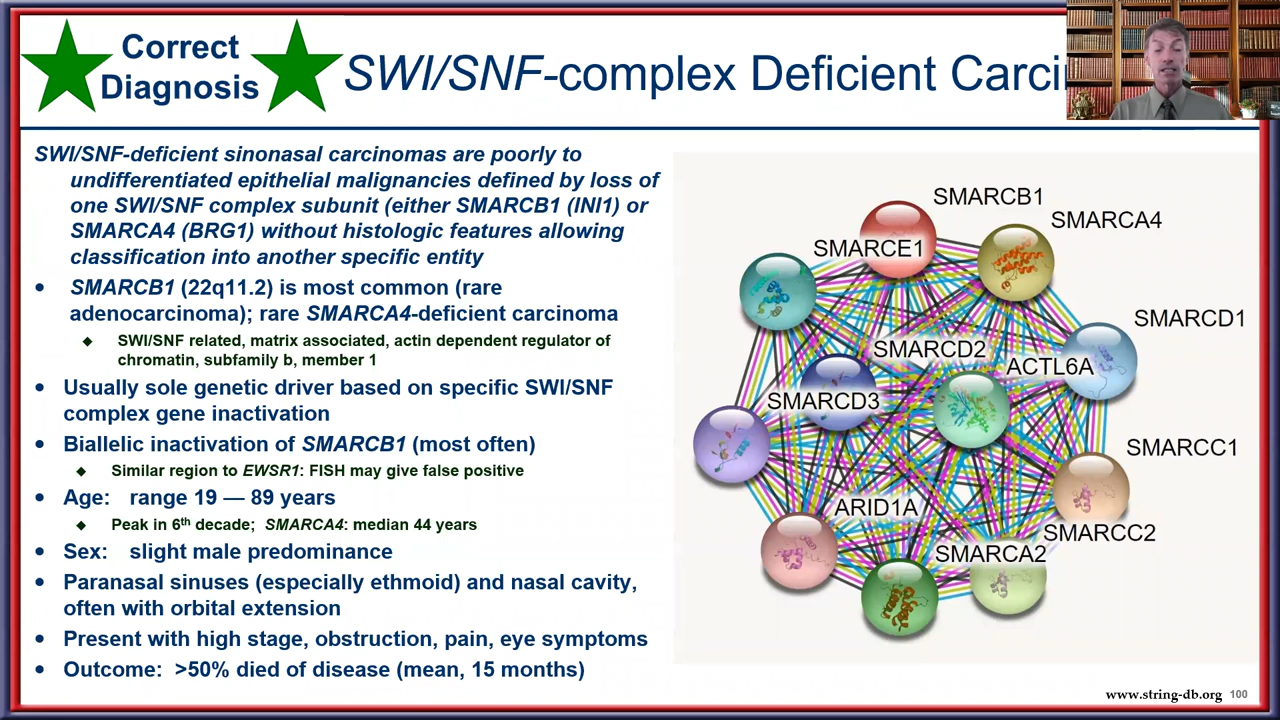 Correct
Diagnosis
SWI/SNF-complex Deficient Carci
SWI/SNF-deficient sinonasal carcinomas are poorly to
undifferentiated epithelial malignancies defined by loss of
one SWI/SNF complex subunit (either SMARCB1 (INI1) or
SMARCA4 (BRG1) without histologic features allowing
classification into another specific entity
• SMARCB1 (22q11.2) is most common (rare
adenocarcinoma); rare SMARCA4-deficient carcinoma
◆ SWI/SNF related, matrix associated, actin dependent regulator of
chromatin, subfamily b, member 1
• Usually sole genetic driver based on specific SWI/SNF
complex gene inactivation
• Biallelic inactivation of SMARCB1 (most often)
◆ Similar region to EWSR1: FISH may give false positive
• Age: range 19 — 89 years
◆ Peak in 6th decade; SMARCA4: median 44 years
• Sex: slight male predominance
• Paranasal sinuses (especially ethmoid) and nasal cavity,
often with orbital extension
• Present with high stage, obstruction, pain, eye symptoms
• Outcome: >50% died of disease (mean, 15 months)
SMARCB1
SMARCA4
SMARCE1
SMARCD1
SMARCD2
ACTL6A
SMARCD3
SMARCC1
ARID1A
SMARCC2
SMARCA2
www.string-db.org 100